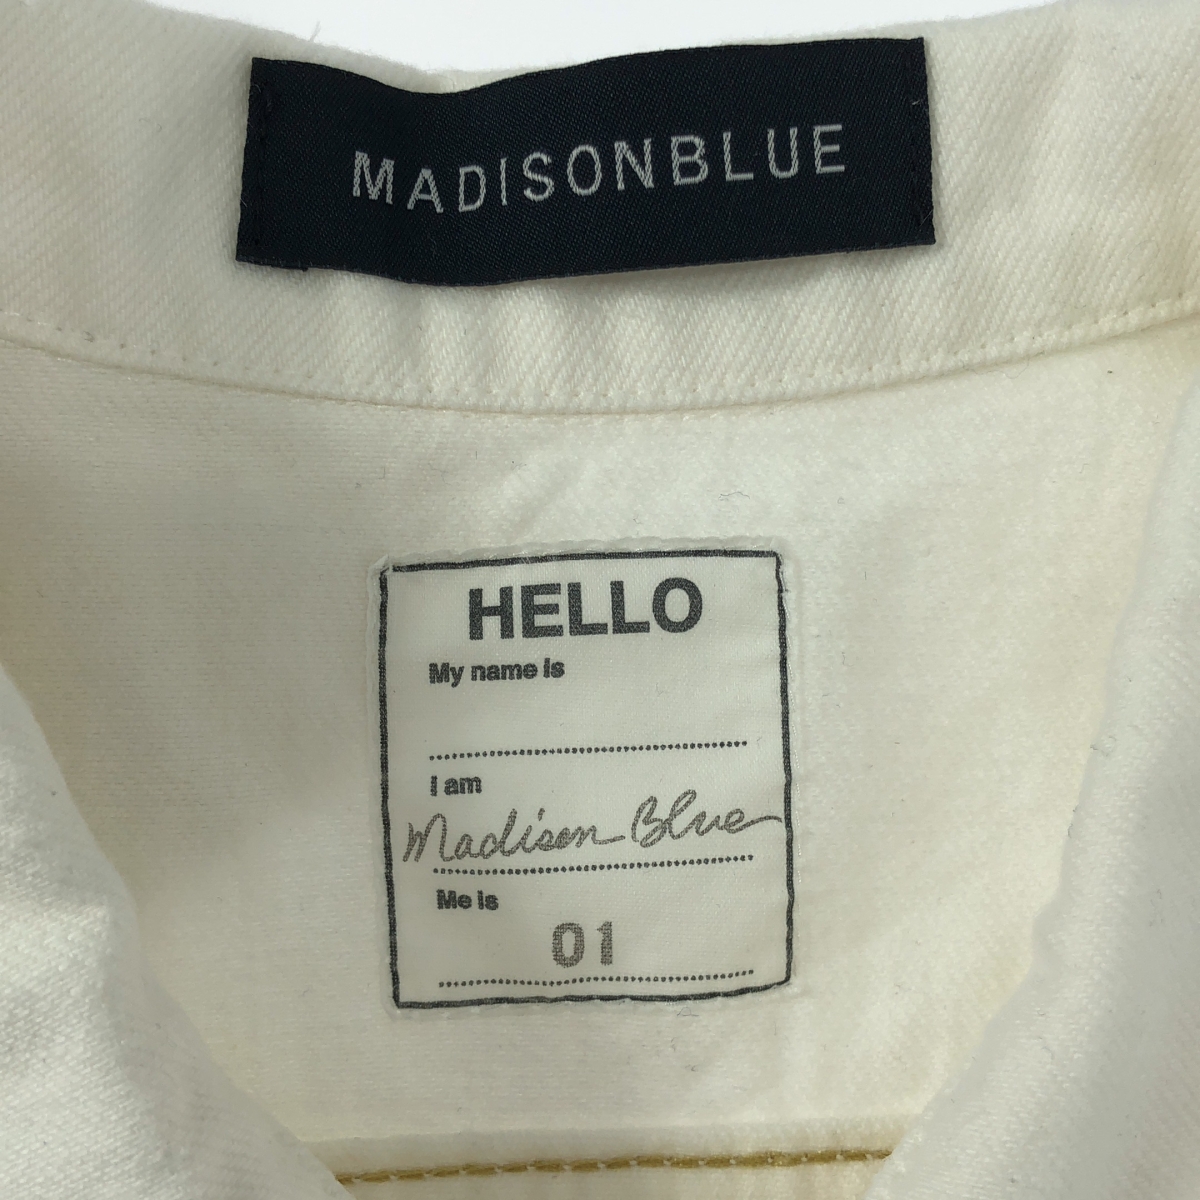 MADISONBLUE
HELLO
My name is
I am
Madison Blue
Me is
01